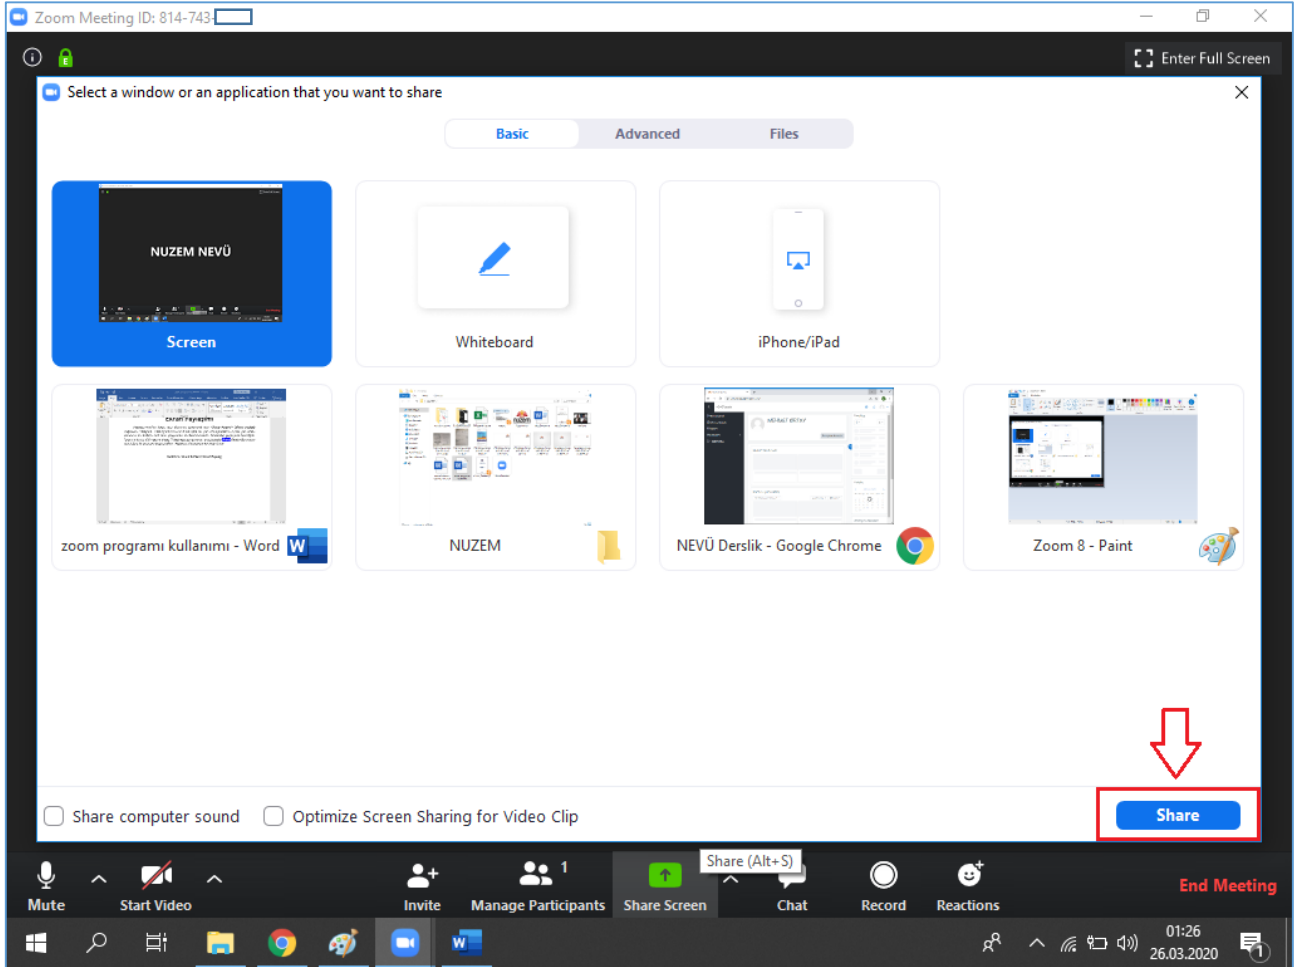 Zoom Meeting ID: 814-743-
Enter Full Screen
Select a window or an application that you want to share
Basic
Advanced
Files
NUZEM NEVÜ
Screen
Whiteboard
iPhone/iPad
zoom programı kullanımı - Word
NUZEM
NEVÜ Derslik - Google Chrome
Zoom 8 - Paint
Share computer sound
Optimize Screen Sharing for Video Clip
Share
Share (Alt+S)
1
Mute
Start Video
Invite
Manage Participants
Share Screen
Chat
Record
Reactions
End Meeting
01:26
26.03.2020
1